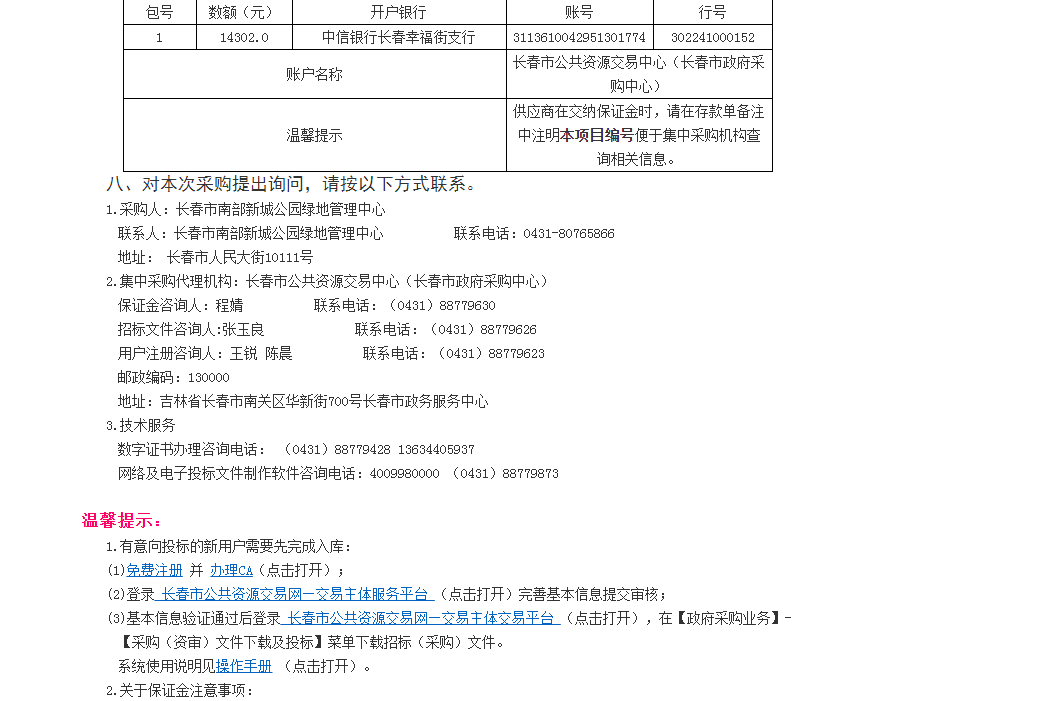 包号 数额（元） 开户银行 账号 行号
1 14302.0 中信银行长春幸福街支行 3113610042951301774 302241000152
账户名称 长春市公共资源交易中心（长春市政府采
购中心）
温馨提示 供应商在交纳保证金时，请在存款单备注
中注明本项目编号便于集中采购机构查
询相关信息。
八、对本次采购提出询问，请按以下方式联系。
1.采购人：长春市南部新城公园绿地管理中心
联系人：长春市南部新城公园绿地管理中心 联系电话：0431-80765866
地址： 长春市人民大街10111号
2.集中采购代理机构：长春市公共资源交易中心（长春市政府采购中心）
保证金咨询人：程婧 联系电话：（0431）88779630
招标文件咨询人:张玉良 联系电话：（0431）88779626
用户注册咨询人：王锐 陈晨 联系电话：（0431）88779623
邮政编码：130000
地址：吉林省长春市南关区华新街700号长春市政务服务中心
3.技术服务
数字证书办理咨询电话： （0431）88779428 13634405937
网络及电子投标文件制作软件咨询电话：4009980000 （0431）88779873
温馨提示：
1.有意向投标的新用户需要先完成入库：
(1)免费注册 并 办理CA（点击打开）；
(2)登录 长春市公共资源交易网—交易主体服务平台 （点击打开）完善基本信息提交审核；
(3)基本信息验证通过后登录 长春市公共资源交易网—交易主体交易平台 （点击打开），在【政府采购业务】-
【采购（资审）文件下载及投标】菜单下载招标（采购）文件。
系统使用说明见操作手册 （点击打开）。
2.关于保证金注意事项：